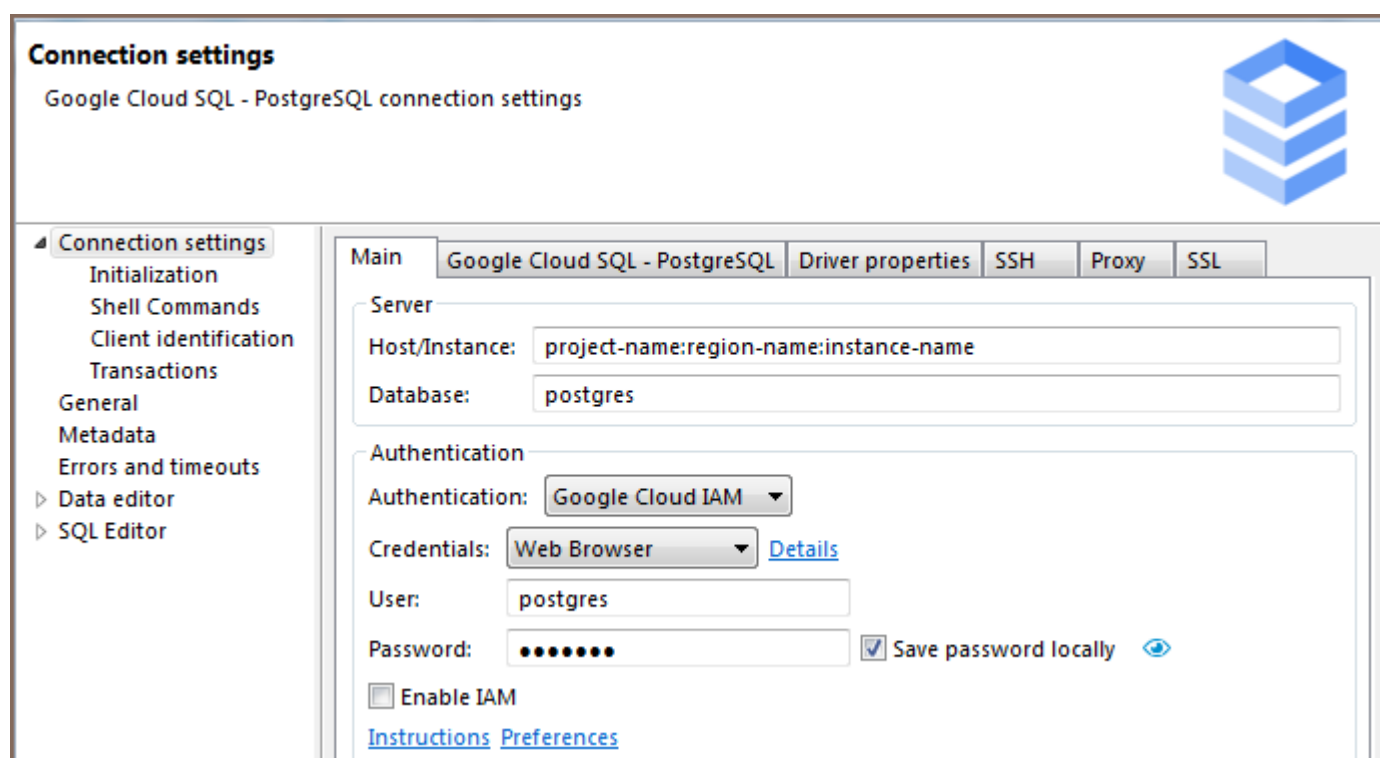 Connection settings
Google Cloud SQL - PostgreSQL connection settings
Connection settings
Initialization
Shell Commands
Client identification
Transactions
General
Metadata
Errors and timeouts
Data editor
SQL Editor
Main Google Cloud SQL - PostgreSQL Driver properties SSH Proxy SSL
Server
Host/Instance: project-name:region-name:instance-name
Database: postgres
Authentication
Authentication: Google Cloud IAM
Credentials: Web Browser Details
User: postgres
Password: ••••••• Save password locally
Enable IAM
Instructions Preferences